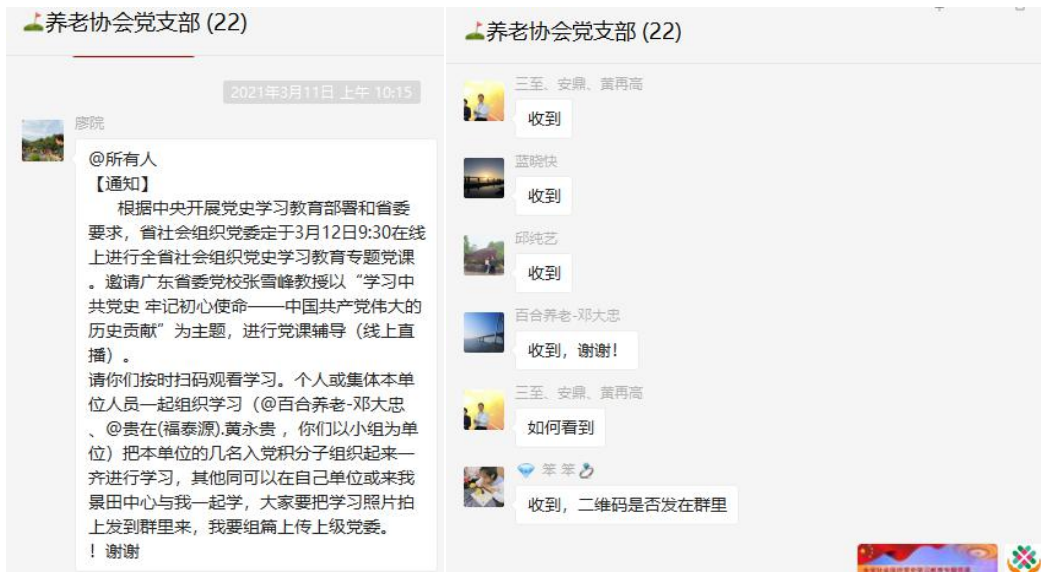 养老协会党支部 (22)
2021年3月11日 上午 10:15
廖院
@所有人
【通知】
根据中央开展党史学习教育部署和省委
要求，省社会组织党委定于3月12日9:30在线
上进行全省社会组织党史学习教育专题党课
。邀请广东省委党校张雪峰教授以“学习中
共党史 牢记初心使命——中国共产党伟大的
历史贡献”为主题，进行党课辅导（线上直
播）。
请你们按时扫码观看学习。个人或集体本单
位人员一起组织学习（@百合养老-邓大忠
、@贵在(福泰源).黄永贵 ，你们以小组为单
位）把本单位的几名入党积分子组织起来一
齐进行学习，其他同可以在自己单位或来我
景田中心与我一起学，大家要把学习照片拍
上发到群里来，我要组篇上传上级党委。
！谢谢
养老协会党支部 (22)
三至、安鼎、黄再高
收到
蓝晓快
收到
邱纯艺
收到
百合养老-邓大忠
收到，谢谢！
三至、安鼎、黄再高
如何看到
笨笨
收到，二维码是否发在群里